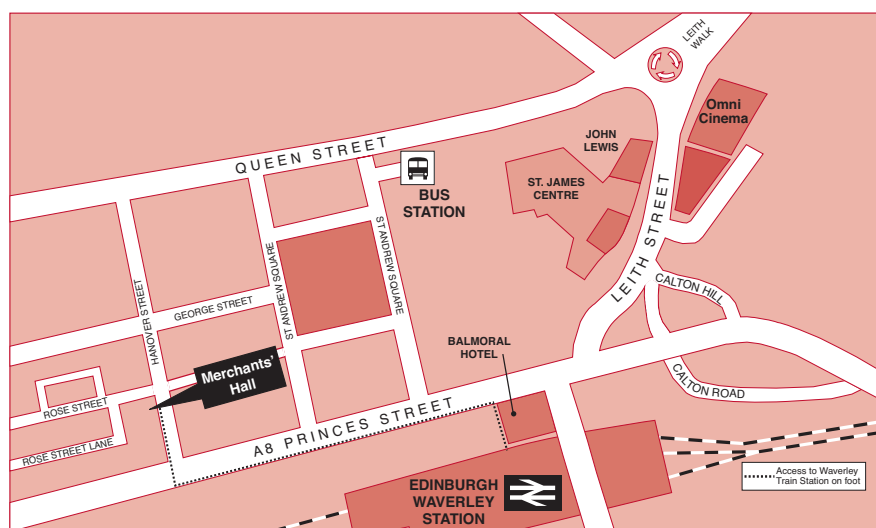 LEITH
WALK
Omni
Cinema
JOHN
LEWIS
QUEEN STREET
ST. JAMES
CENTRE
BUS
STATION
LEITH STREET
ST ANDREW SQUARE
ST ANDREW SQUARE
HANOVER STREET
GEORGE STREET
CALTON HILL
BALMORAL
HOTEL
Merchants'
Hall
CALTON ROAD
ROSE STREET
ROSE STREET LANE
A8 PRINCES STREET
EDINBURGH
WAVERLEY
STATION
Access to Waverley
Train Station on foot